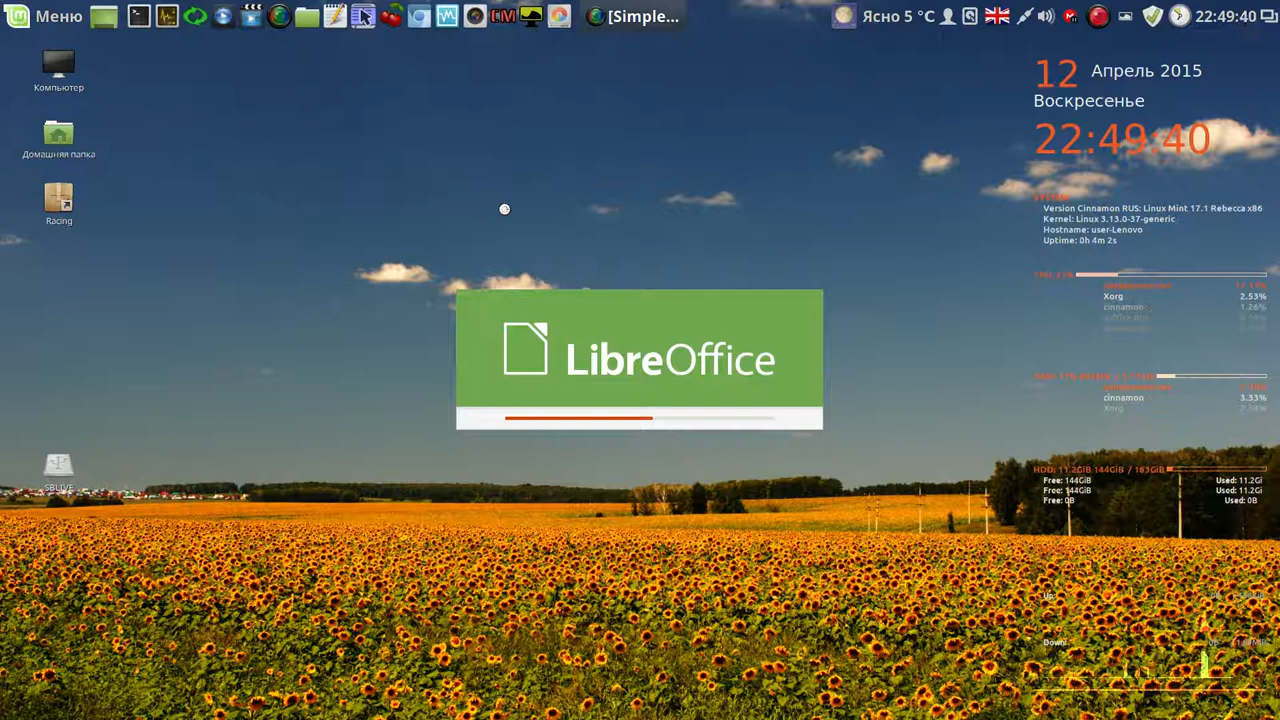 Меню
CM
[Simple...
Ясно 5 °C
22:49:40
Компьютер
Домашняя папка
Racing
SBLIVE
LibreOffice
12 Апрель 2015
Воскресенье
22:49:40
Version Cinnamon RUS: Linux Mint 17.1 Rebecca x86
Kernel: Linux 3.13.0-37-generic
Hostname: user-Lenovo
Uptime: 0h 4m 2s
Xorg 2.53%
cinnamon 1.26%
cinnamon 3.33%
Xorg
HDD: 11.2GiB 144GiB / 163GiB
Free: 144GiB Used: 11.2Gi
Free: 144GiB Used: 11.2Gi
Free: 0B Used: 0B
Up:
Down: